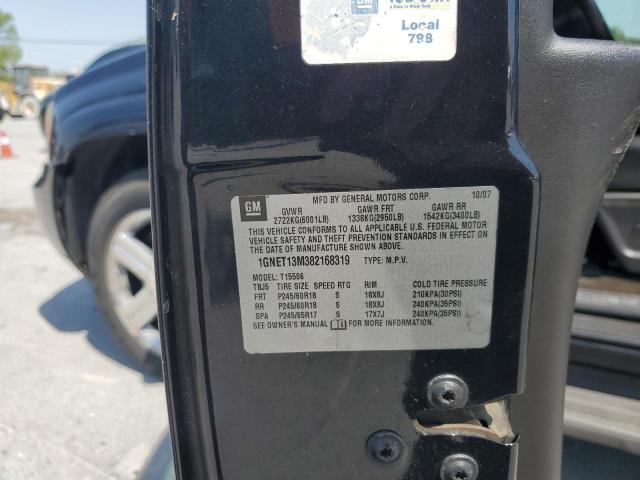 GM
Local
798
GM
MFD BY GENERAL MOTORS CORP. 10/07
GVWR GAWR FRT GAWR RR
2722KG(6001LB) 1338KG(2950LB) 1542KG(3400LB)
THIS VEHICLE CONFORMS TO ALL APPLICABLE U.S. FEDERAL MOTOR
VEHICLE SAFETY AND THEFT PREVENTION STANDARDS IN EFFECT ON
THE DATE OF MANUFACTURE SHOWN ABOVE.
1GNET13M382168319 TYPE: M.P.V.
MODEL: T15506
TBJ5 TIRE SIZE SPEED RTG RIM COLD TIRE PRESSURE
FRT P245/60R18 S 18X8J 210KPA(30PSI)
RR P245/60R18 S 18X8J 240KPA(35PSI)
SPA P245/65R17 S 17X7J 240KPA(35PSI)
SEE OWNER'S MANUAL FOR MORE INFORMATION.